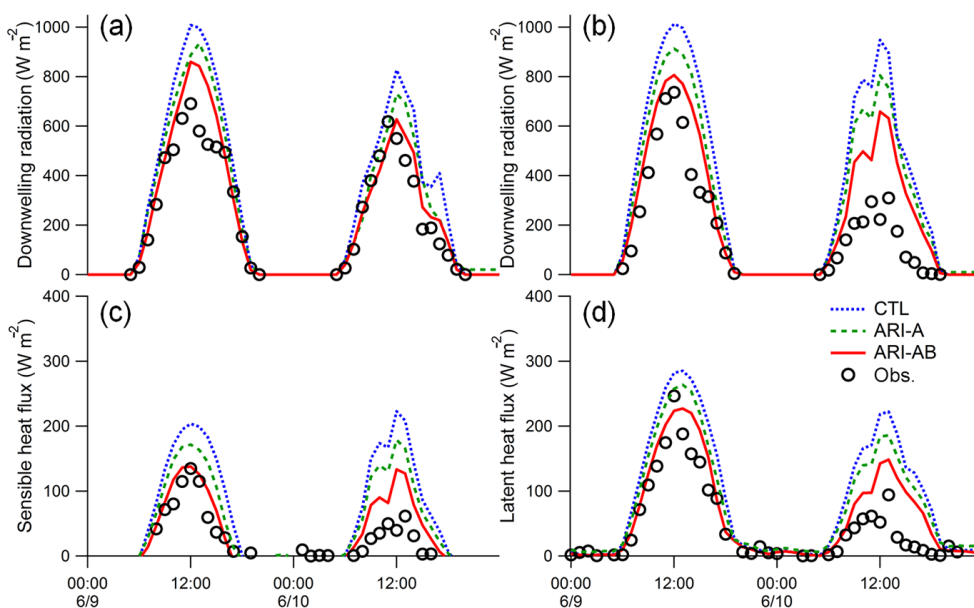 (a)
Downwelling radiation (W m⁻²)
1000
800
600
400
200
0
(b)
Downwelling radiation (W m⁻²)
1000
800
600
400
200
0
(c)
Sensible heat flux (W m⁻²)
400
300
200
100
0
00:00
6/9
12:00
00:00
6/10
12:00
(d)
Latent heat flux (W m⁻²)
400
300
200
100
0
00:00
6/9
12:00
00:00
6/10
12:00
CTL
ARI-A
ARI-AB
Obs.